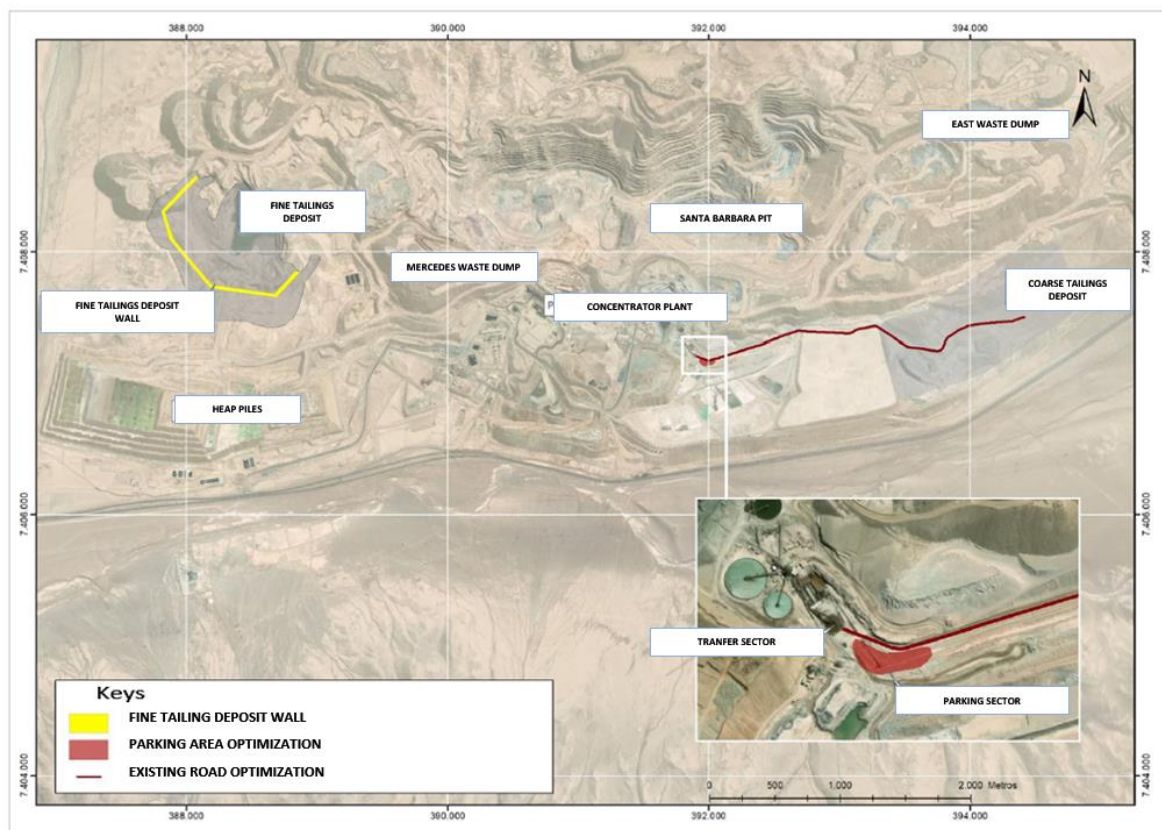 388.000
390.000
392.000
394.000
N
EAST WASTE DUMP
FINE TAILINGS
DEPOSIT
SANTA BARBARA PIT
7.408.000
7.408.000
MERCEDES WASTE DUMP
COARSE TAILINGS
DEPOSIT
FINE TAILINGS DEPOSIT
WALL
P
CONCENTRATOR PLANT
HEAP PILES
7.406.000
7.406.000
TRANFER SECTOR
PARKING SECTOR
Keys
FINE TAILING DEPOSIT WALL
PARKING AREA OPTIMIZATION
EXISTING ROAD OPTIMIZATION
0
500
1.000
2.000 Metros
7.404.000
7.404.000
388.000
390.000
392.000
394.000